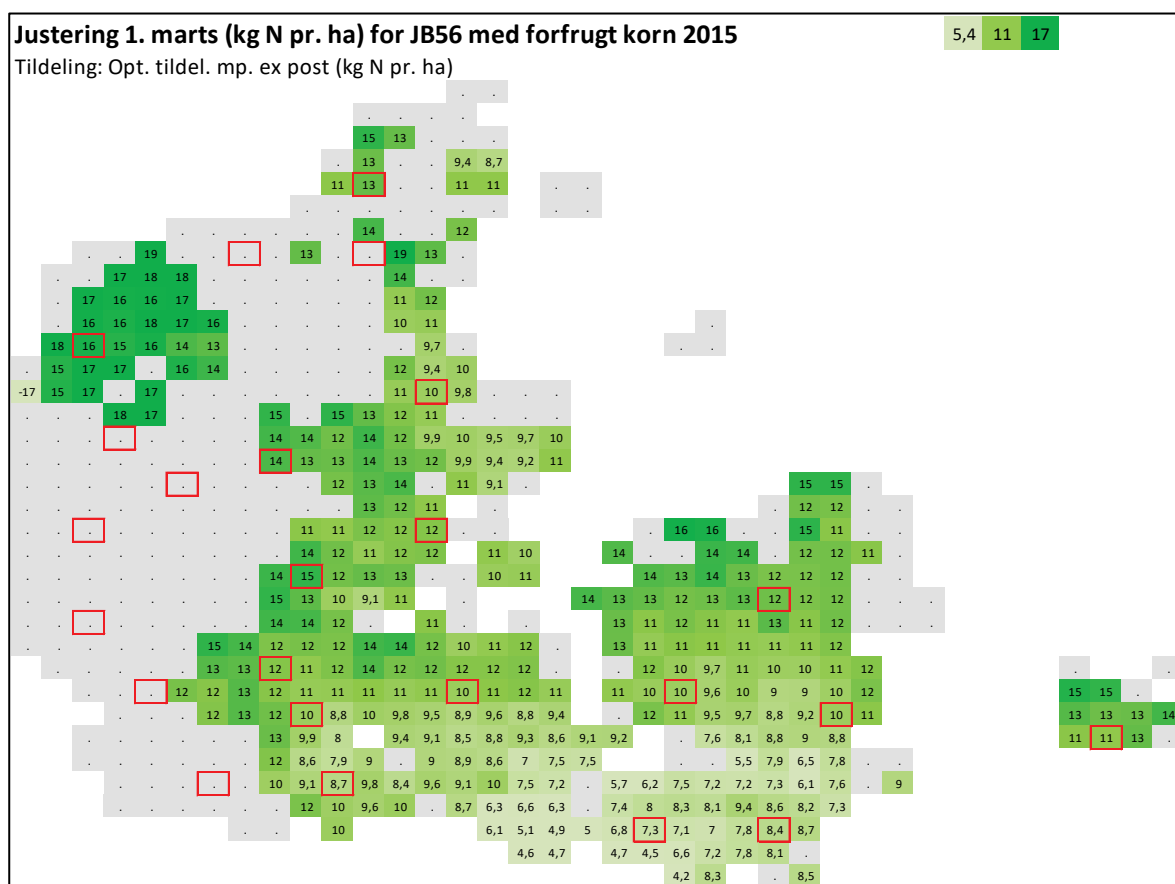 Justering 1. marts (kg N pr. ha) for JB56 med forfrugt korn 2015
5,4 11 17
Tildeling: Opt. tildel. mp. ex post (kg N pr. ha)
. .
. . . .
15 13 . . .
. 13 . . 9,4 8,7
11 13 . . 11 11 . .
. . . . . . . . .
. . . . . . 14 . . 12
. . 19 . . . . 13 . . 19 13 .
. . 17 18 18 . . . . . . 14 . .
. 17 16 16 17 . . . . . . 11 12
. 16 16 18 17 16 . . . . . 10 11 .
18 16 15 16 14 13 . . . . . . 9,7 . .
. 15 17 17 . 16 14 . . . . . 12 9,4 10
-17 15 17 . 17 . . . . . . . 11 10 9,8 . . .
. . . 18 17 . . . 15 . 15 13 12 11 . . . .
. . . . . . . . 14 14 12 14 12 9,9 10 9,5 9,7 10
. . . . . . . . 14 13 13 14 13 12 9,9 9,4 9,2 11
. . . . . . . . . . 12 13 14 . 11 9,1 . 15 15 .
. . . . . . . . . . . 13 12 11 . . 12 12 . .
. . . . . . . . . 11 11 12 12 12 . . . 16 16 . . 15 11 . .
. . . . . . . . . 14 12 11 12 12 . 11 10 14 . . 14 14 . 12 12 11 .
. . . . . . . . 14 15 12 13 13 . . 10 11 14 13 14 13 12 12 12 . .
. . . . . . . . 15 13 10 9,1 11 . . 14 13 13 12 13 13 12 12 12 . . .
. . . . . . . . 14 14 12 . 11 . 13 11 12 11 11 13 11 12 . . .
. . . . . . 15 14 12 12 12 14 14 12 10 11 12 . 13 11 11 11 11 11 11 12
. . . . . . 13 13 12 11 12 14 12 12 12 12 12 . . 12 10 9,7 11 10 10 11 12 . .
. . . 12 12 13 12 11 11 11 11 11 10 11 12 11 11 10 10 9,6 10 9 9 10 12 15 15 . .
. . . 12 13 12 10 8,8 10 9,8 9,5 8,9 9,6 8,8 9,4 . 12 11 9,5 9,7 8,8 9,2 10 11 13 13 13 14
. . . . . . 13 9,9 8 9,4 9,1 8,5 8,8 9,3 8,6 9,1 9,2 . 7,6 8,1 8,8 9 8,8 11 11 13 .
. . . . . . 12 8,6 7,9 9 . 9 8,9 8,6 7 7,5 7,5 . . 5,5 7,9 6,5 7,8 . .
. . . . . 10 9,1 8,7 9,8 8,4 9,6 9,1 10 7,5 7,2 . 5,7 6,2 7,5 7,2 7,2 7,3 6,1 7,6 . 9
. . . . . . 12 10 9,6 10 . 8,7 6,3 6,6 6,3 . 7,4 8 8,3 8,1 9,4 8,6 8,2 7,3
. . 10 6,1 5,1 4,9 5 6,8 7,3 7,1 7 7,8 8,4 8,7
4,6 4,7 4,7 4,5 6,6 7,2 7,8 8,1 .
4,2 8,3 . 8,5